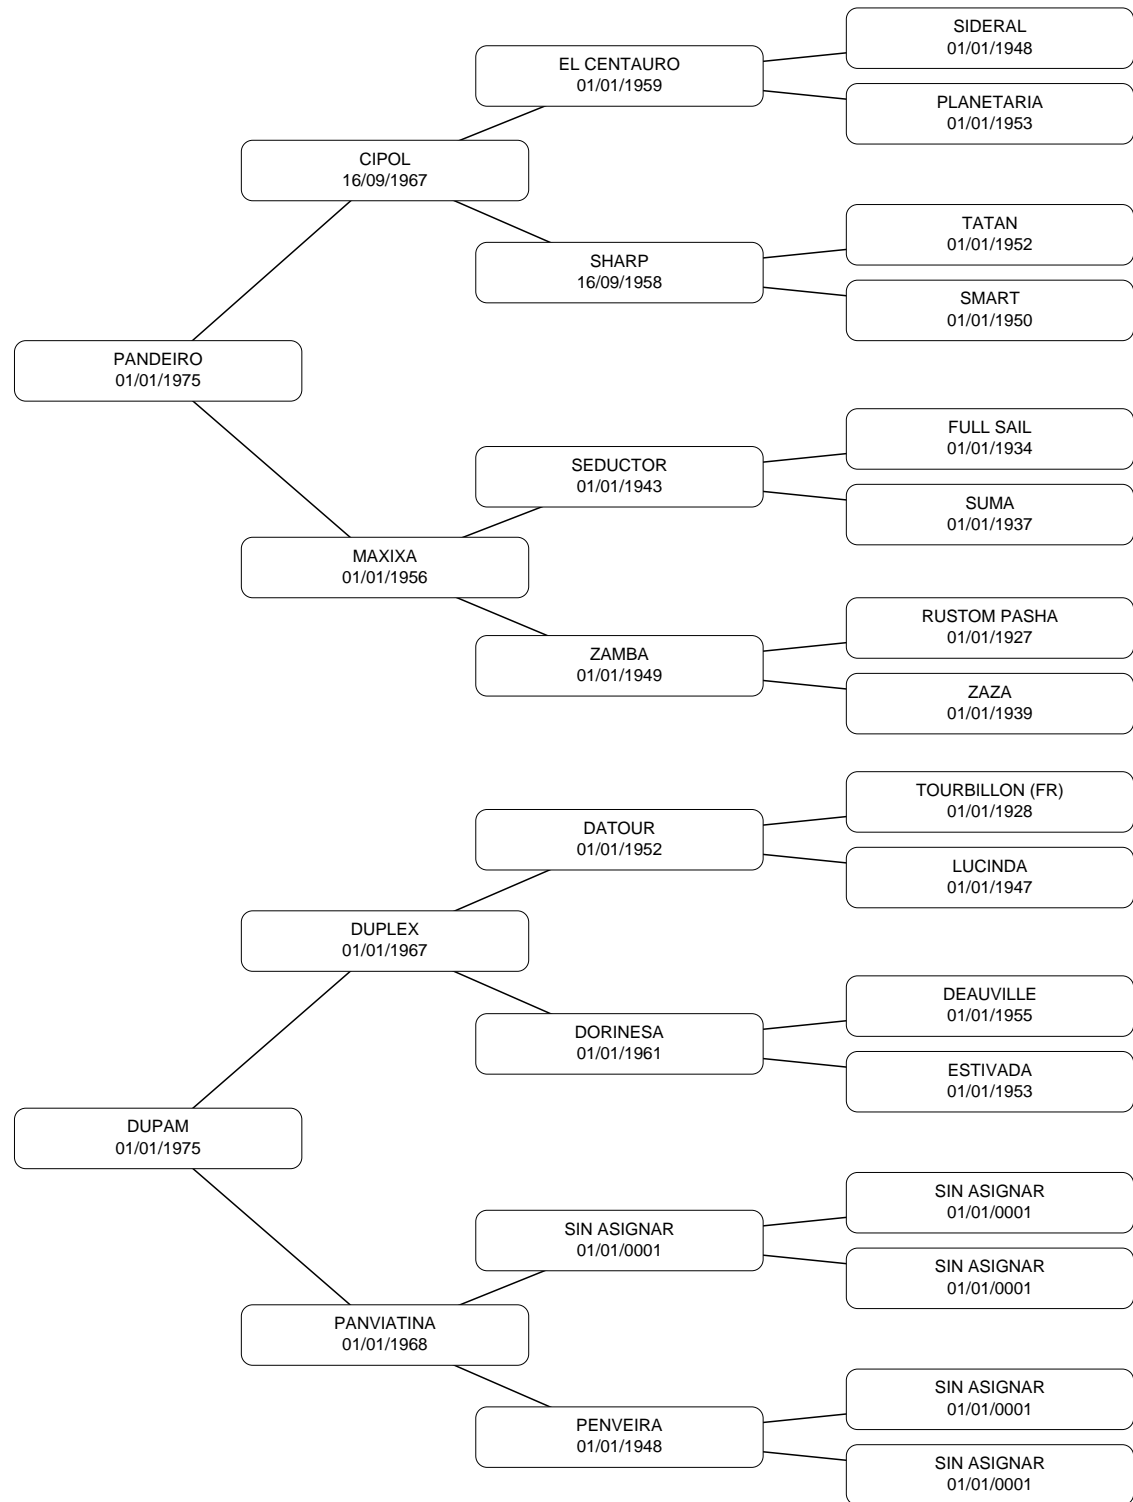 SIDERAL
01/01/1948
EL CENTAURO
01/01/1959
PLANETARIA
01/01/1953
CIPOL
16/09/1967
TATAN
01/01/1952
SHARP
16/09/1958
SMART
01/01/1950
PANDEIRO
01/01/1975
FULL SAIL
01/01/1934
SEDUCTOR
01/01/1943
SUMA
01/01/1937
MAXIXA
01/01/1956
RUSTOM PASHA
01/01/1927
ZAMBA
01/01/1949
ZAZA
01/01/1939
TOURBILLON (FR)
01/01/1928
DATOUR
01/01/1952
LUCINDA
01/01/1947
DUPLEX
01/01/1967
DEAUVILLE
01/01/1955
DORINESA
01/01/1961
ESTIVADA
01/01/1953
DUPAM
01/01/1975
SIN ASIGNAR
01/01/0001
SIN ASIGNAR
01/01/0001
SIN ASIGNAR
01/01/0001
PANVIATINA
01/01/1968
SIN ASIGNAR
01/01/0001
PENVEIRA
01/01/1948
SIN ASIGNAR
01/01/0001